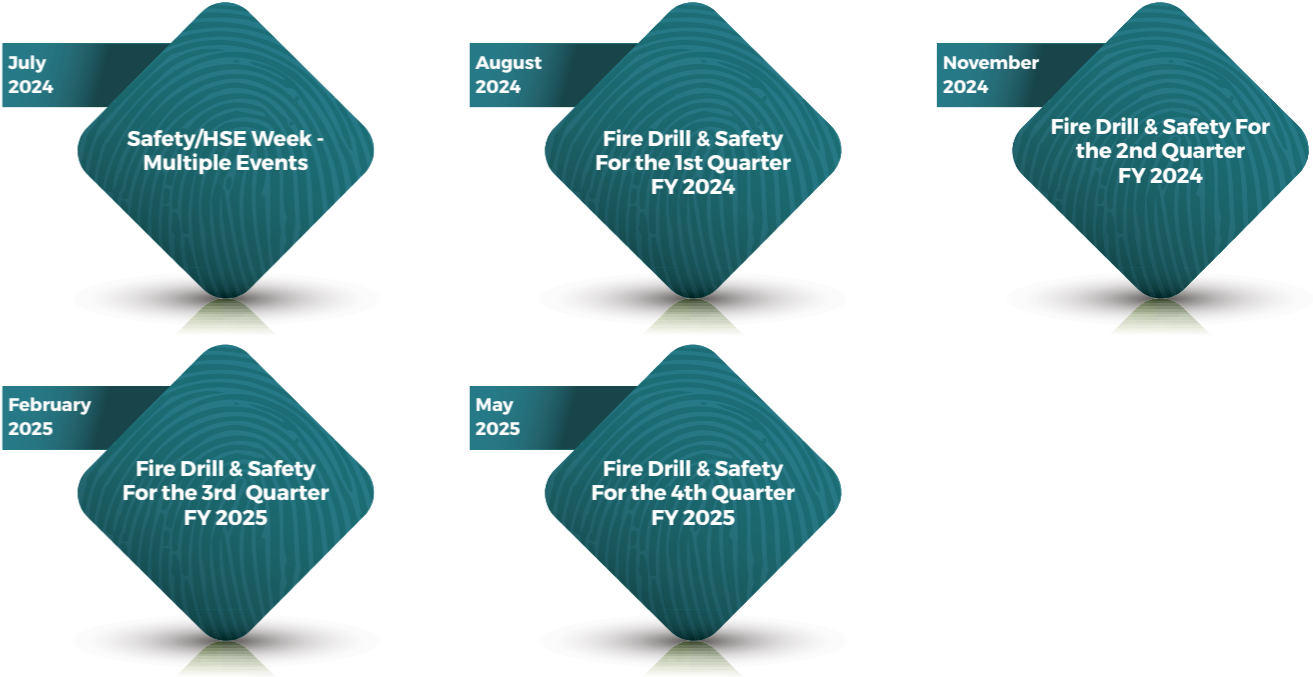 July
2024
Safety/HSE Week -
Multiple Events
August
2024
Fire Drill & Safety
For the 1st Quarter
FY 2024
November
2024
Fire Drill & Safety For
the 2nd Quarter
FY 2024
February
2025
Fire Drill & Safety
For the 3rd  Quarter
FY 2025
May
2025
Fire Drill & Safety
For the 4th Quarter
FY 2025